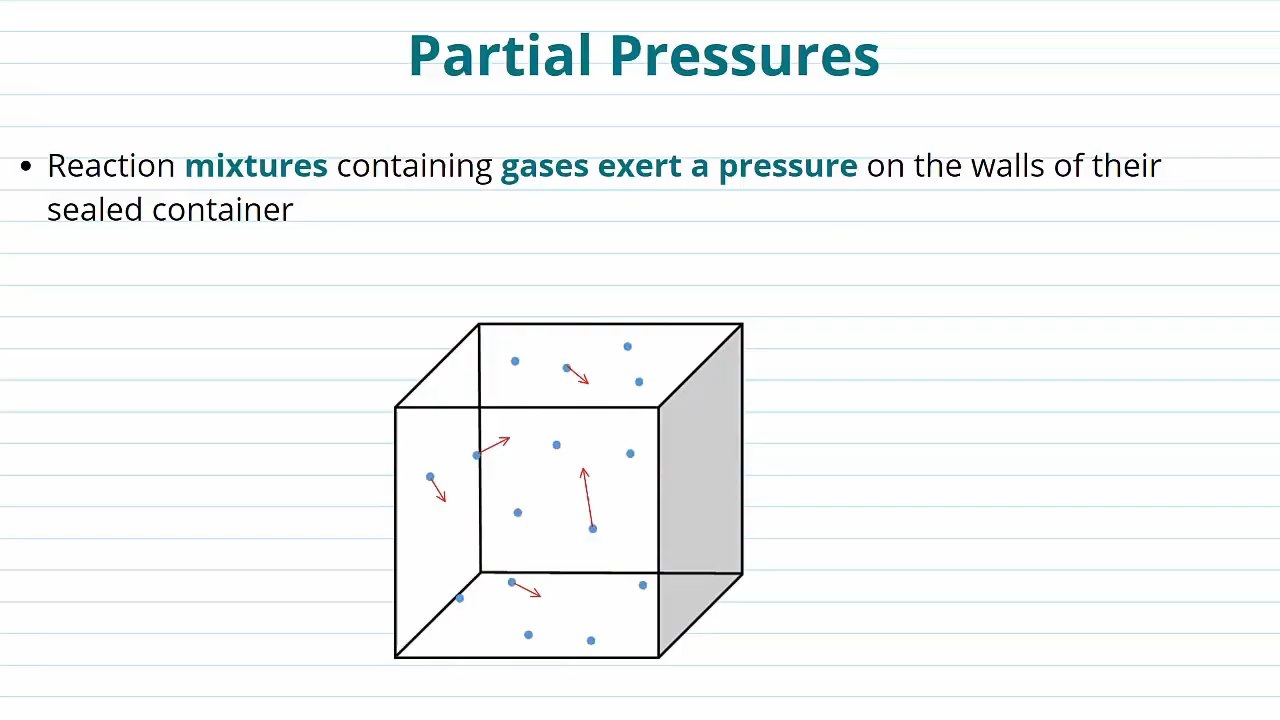 Partial Pressures
• Reaction mixtures containing gases exert a pressure on the walls of their
sealed container